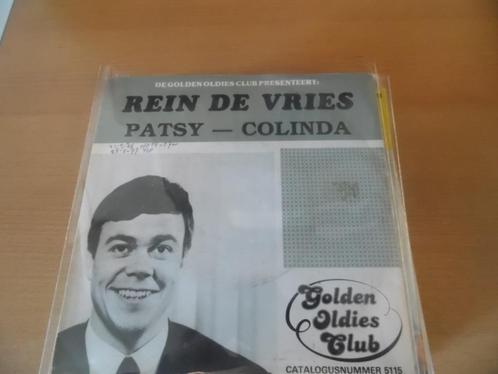 DE GOLDEN OLDIES CLUB PRESENTEERT:
REIN DE VRIES
PATSY — COLINDA
Golden
Oldies
Club
CATALOGUSNUMMER 5115